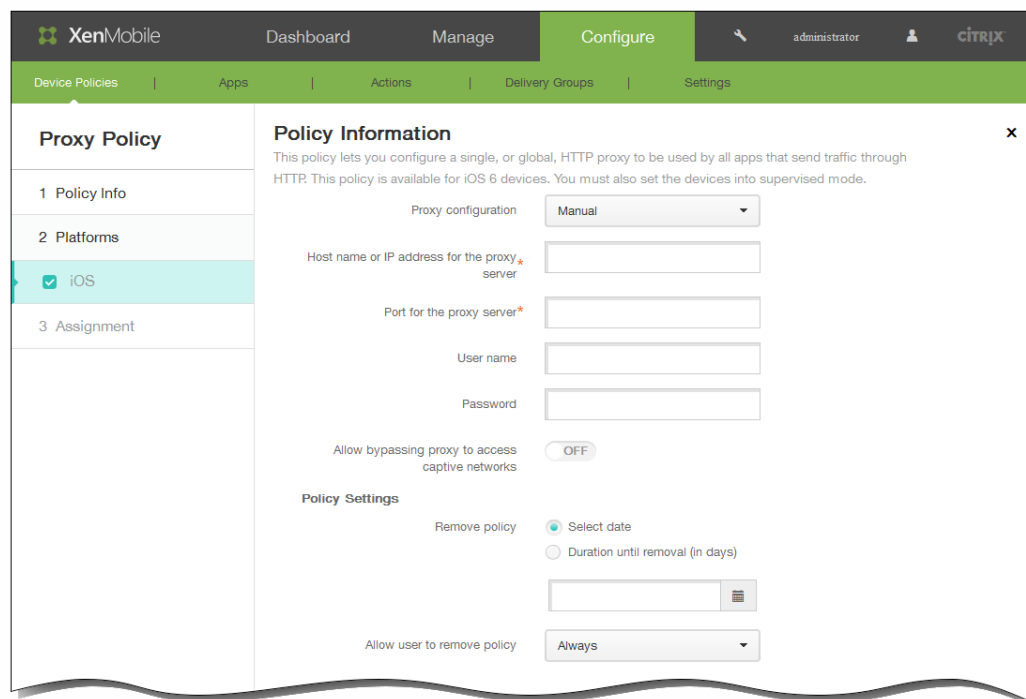 XenMobile Dashboard Manage Configure administrator CİTRIX
Device Policies | Apps | Actions | Delivery Groups | Settings
Proxy Policy
1 Policy Info
2 Platforms
iOS
3 Assignment
Policy Information
This policy lets you configure a single, or global, HTTP proxy to be used by all apps that send traffic through
HTTP. This policy is available for iOS 6 devices. You must also set the devices into supervised mode.
Proxy configuration Manual
Host name or IP address for the proxy
server*
Port for the proxy server*
User name
Password
Allow bypassing proxy to access
captive networks OFF
Policy Settings
Remove policy Select date
Duration until removal (in days)
Allow user to remove policy Always